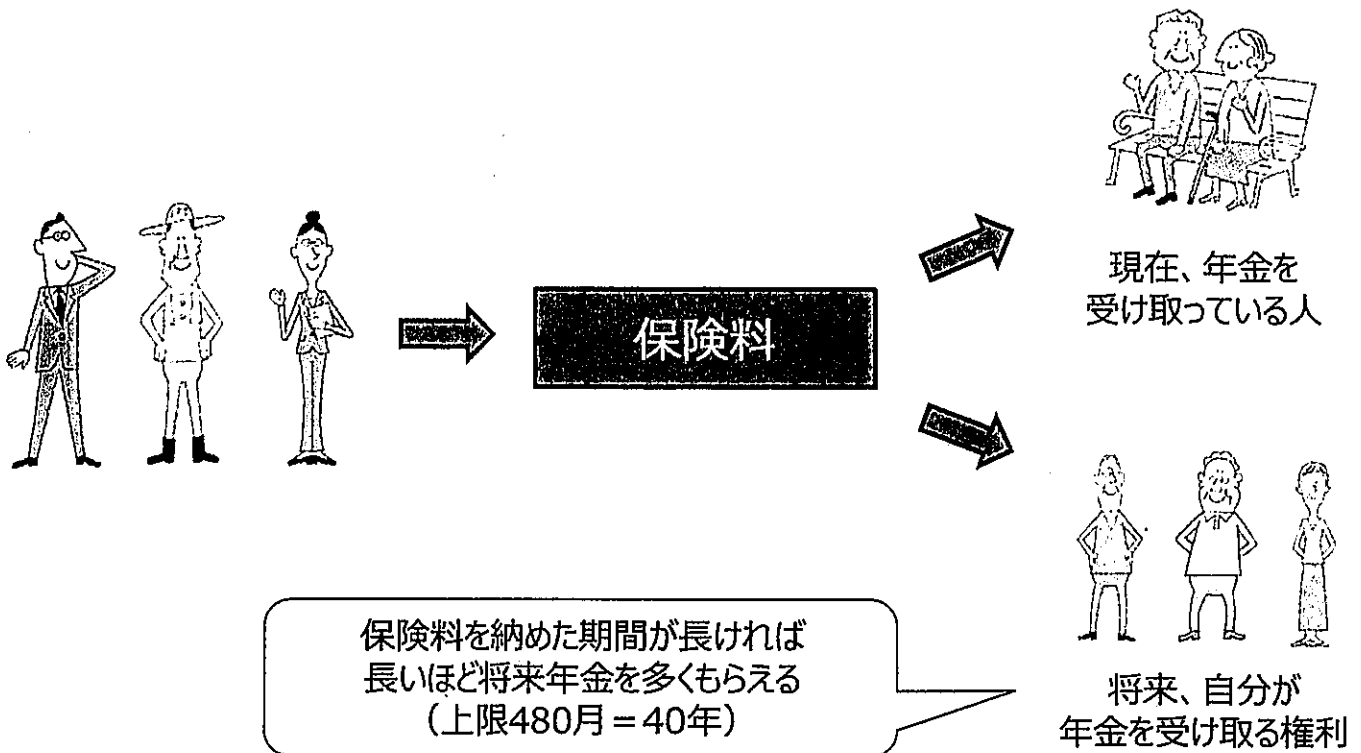 保険料
現在、年金を
受け取っている人
保険料を納めた期間が長ければ
長いほど将来年金を多くもらえる
（上限480月＝40年）
将来、自分が
年金を受け取る権利